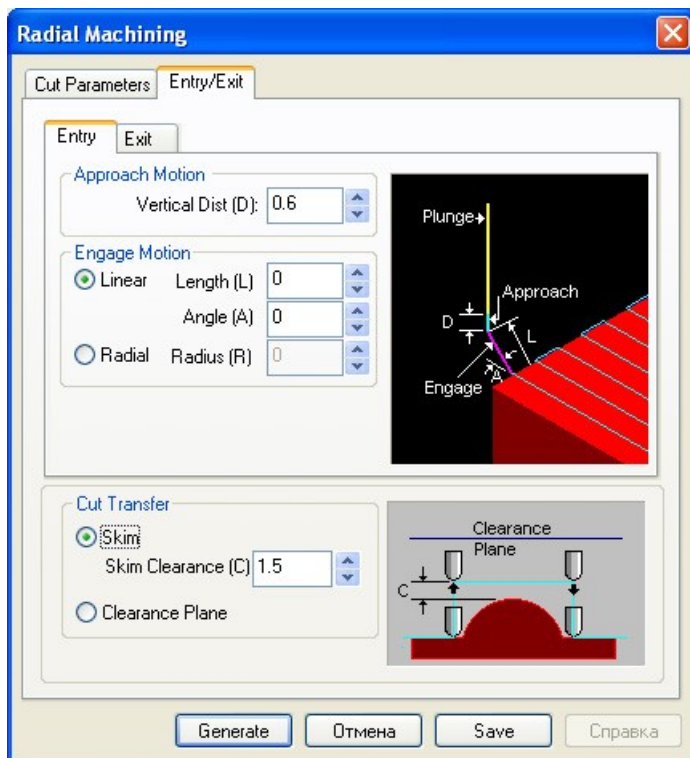 Radial Machining
Cut Parameters Entry/Exit
Entry Exit
Approach Motion
Vertical Dist (D): 0.6
Engage Motion
Linear Length (L) 0
Angle (A) 0
Radial Radius (R) 0
Plunge
Approach
D
L
A
Engage
Cut Transfer
Skim
Skim Clearance (C) 1.5
Clearance Plane
Clearance
Plane
C
Generate Отмена Save Справка